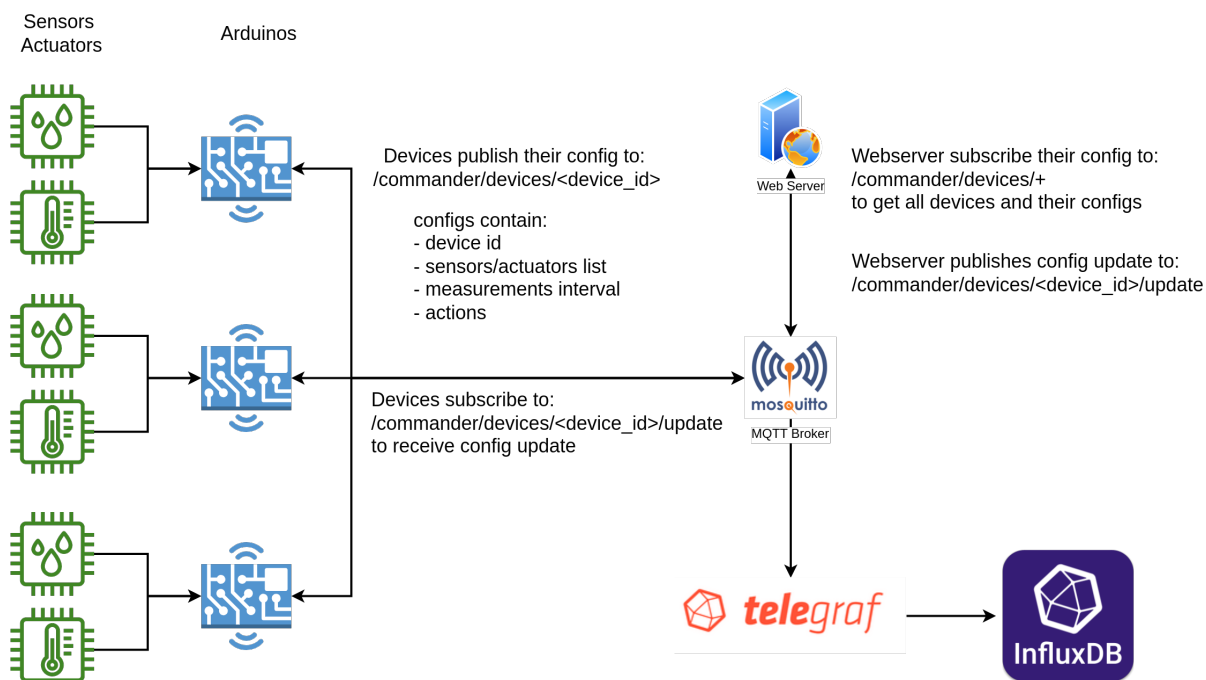 Sensors
Actuators
Arduinos
Devices publish their config to:
/commander/devices/<device_id>
configs contain:
- device id
- sensors/actuators list
- measurements interval
- actions
Web Server
Webserver subscribe their config to:
/commander/devices/+
to get all devices and their configs
Webserver publishes config update to:
/commander/devices/<device_id>/update
Devices subscribe to:
/commander/devices/<device_id>/update
to receive config update
mosquitto
MQTT Broker
telegraf
InfluxDB